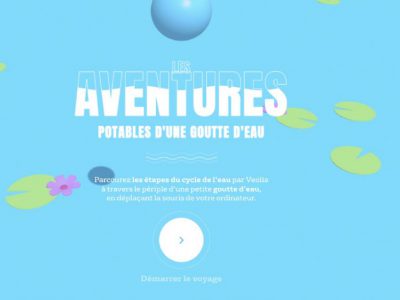 LES
AVENTURES
POTABLES D'UNE GOUTTE D'EAU
Parcourez les étapes du cycle de l'eau par Veolis
à travers le périple d'une petite goutte d'eau,
en déplaçant la souris de votre ordinateur.
Démarrer le voyage